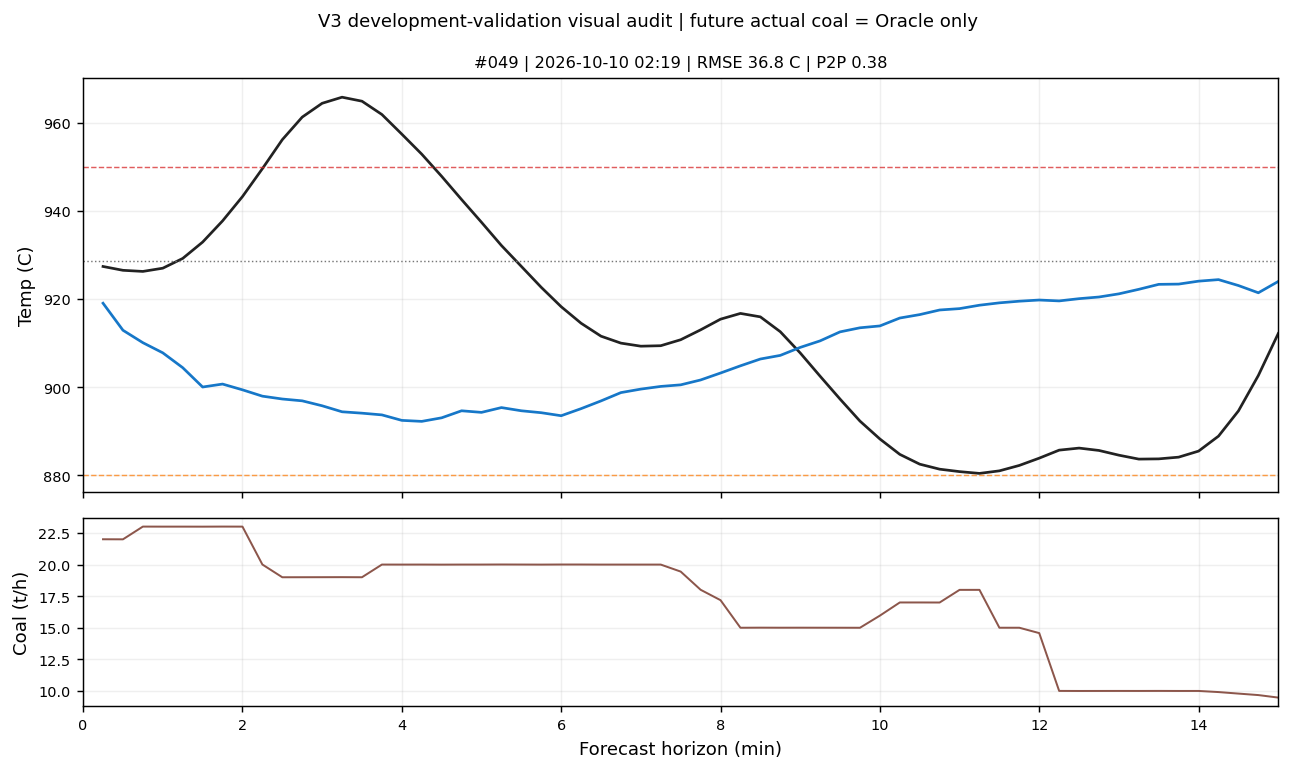 V3 development-validation visual audit | future actual coal = Oracle only
#049 | 2026-10-10 02:19 | RMSE 36.8 C | P2P 0.38
Temp (C)
960
940
920
900
880
Coal (t/h)
22.5
20.0
17.5
15.0
12.5
10.0
0 2 4 6 8 10 12 14
Forecast horizon (min)